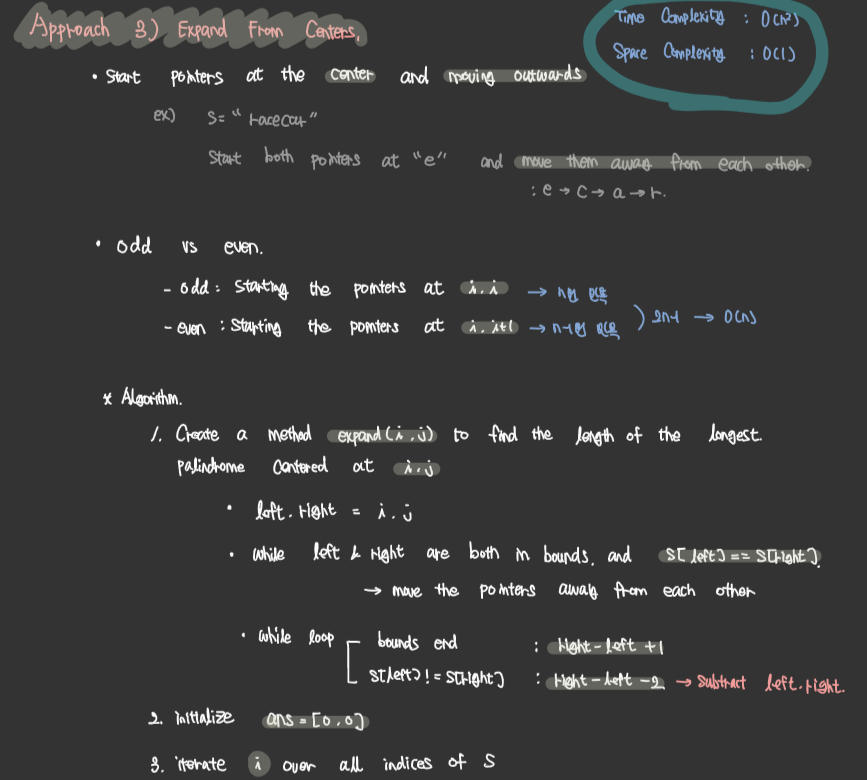 Approach 3) Expand From Centers.
Time Complexity : O(n²)
Space Complexity : O(1)
• Start pointers at the center and moving outwards
ex) S= "racecar"
Start both pointers at "e" and move them away from each other.
: e → c → a → r.
• odd vs even.
- odd : Starting the pointers at i, i → n개
- even : Starting the pointers at i, i+1 → n-1개
) 2n-1 → O(n)
* Algorithm.
1. Create a method expand(i, j) to find the length of the longest
palindrome centered at i, j
• left, right = i, j
• while left & right are both in bounds, and S[left] == S[right].
→ move the pointers away from each other
• while loop
bounds end : right - left + 1
S[left] != S[right] : right - left - 2 → Subtract left, right.
2. initialize ans = [0, 0]
3. iterate i over all indices of S